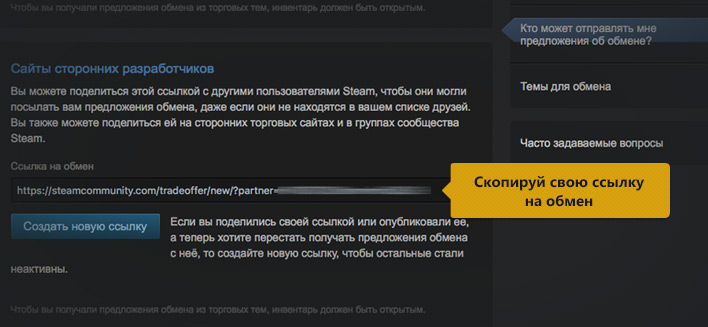 Чтобы вы получали предложения обмена из торговых тем, инвентарь должен быть открытым.
Кто может отправлять мне
предложения об обмене?
Сайты сторонних разработчиков
Темы для обмена
Вы можете поделиться этой ссылкой с другими пользователями Steam, чтобы они могли
посылать вам предложения обмена, даже если они не находятся в вашем списке друзей.
Вы также можете поделиться ей на сторонних торговых сайтах и в группах сообщества
Steam.
Часто задаваемые вопросы
Ссылка на обмен
https://steamcommunity.com/tradeoffer/new/?partner=
Скопируй свою ссылку
на обмен
Создать новую ссылку
Если вы поделились своей ссылкой или опубликовали её,
а теперь хотите перестать получать предложения обмена
с неё, то создайте новую ссылку, чтобы остальные стали
неактивны.
Чтобы вы получали предложения обмена из торговых тем, инвентарь должен быть открытым.